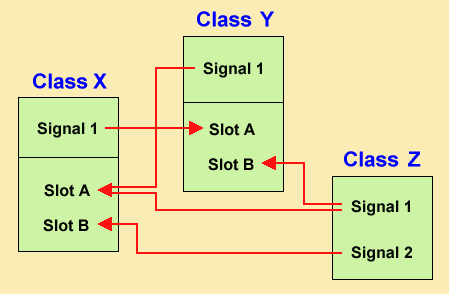 Class X
Signal 1
Slot A
Slot B
Class Y
Signal 1
Slot A
Slot B
Class Z
Signal 1
Signal 2